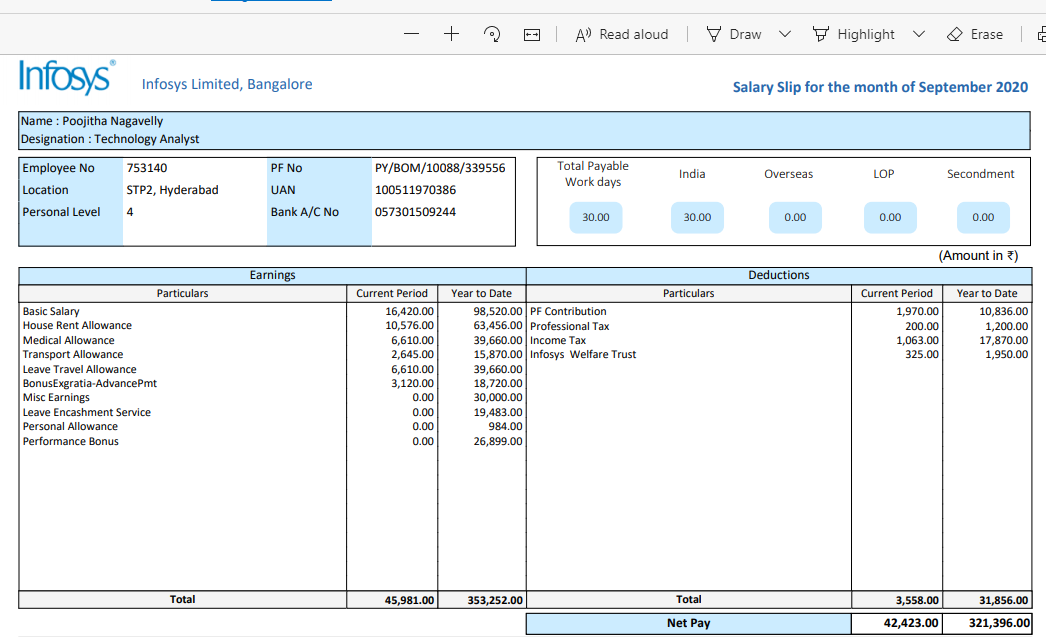 Read aloud Draw Highlight Erase
Infosys®
Infosys Limited, Bangalore
Salary Slip for the month of September 2020
Name : Poojitha Nagavelly
Designation : Technology Analyst
Employee No 753140 PF No PY/BOM/10088/339556
Location STP2, Hyderabad UAN 100511970386
Personal Level 4 Bank A/C No 057301509244
Total Payable Work days India Overseas LOP Secondment
30.00 30.00 0.00 0.00 0.00
(Amount in ₹)
Earnings Deductions
Particulars Current Period Year to Date Particulars Current Period Year to Date
Basic Salary 16,420.00 98,520.00 PF Contribution 1,970.00 10,836.00
House Rent Allowance 10,576.00 63,456.00 Professional Tax 200.00 1,200.00
Medical Allowance 6,610.00 39,660.00 Income Tax 1,063.00 17,870.00
Transport Allowance 2,645.00 15,870.00 Infosys Welfare Trust 325.00 1,950.00
Leave Travel Allowance 6,610.00 39,660.00
BonusExgratia-AdvancePmt 3,120.00 18,720.00
Misc Earnings 0.00 30,000.00
Leave Encashment Service 0.00 19,483.00
Personal Allowance 0.00 984.00
Performance Bonus 0.00 26,899.00
Total 45,981.00 353,252.00 Total 3,558.00 31,856.00
Net Pay 42,423.00 321,396.00